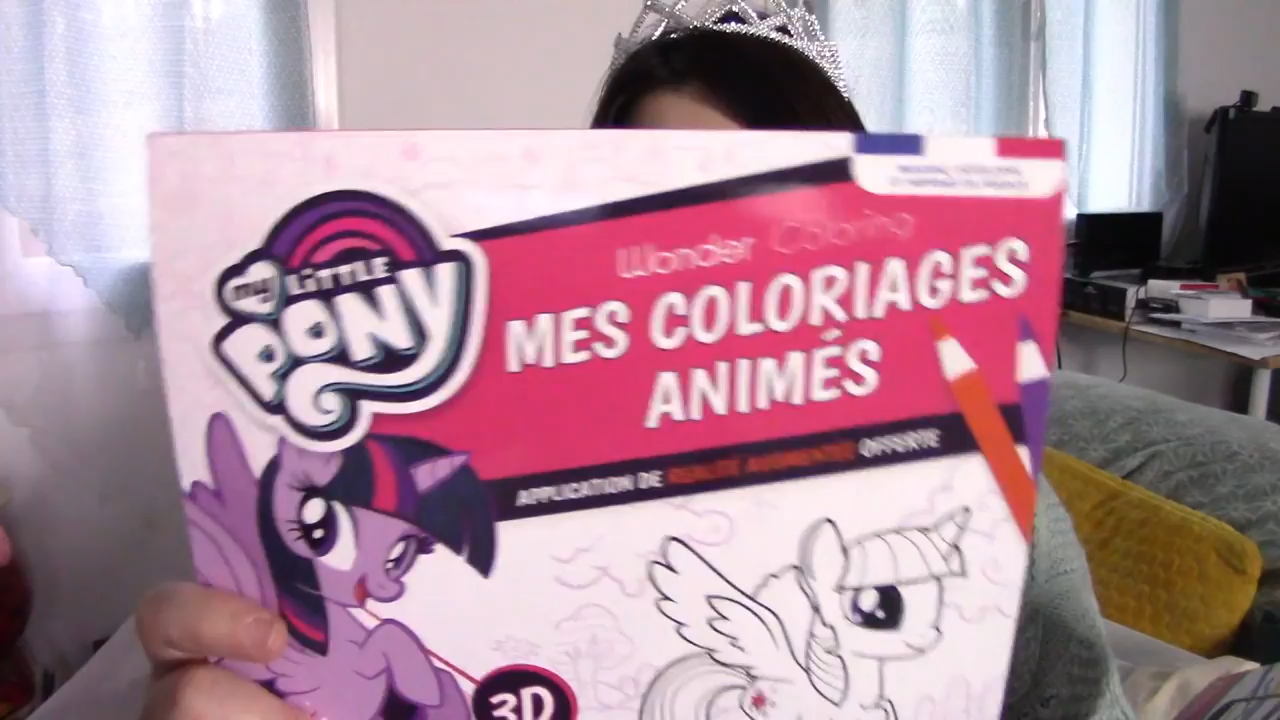 my LiTTLE
PONY
Wonder Coloring
MES COLORIAGES
ANIMÉS
APPLICATION DE RÉALITÉ AUGMENTÉE OFFERTE
3D